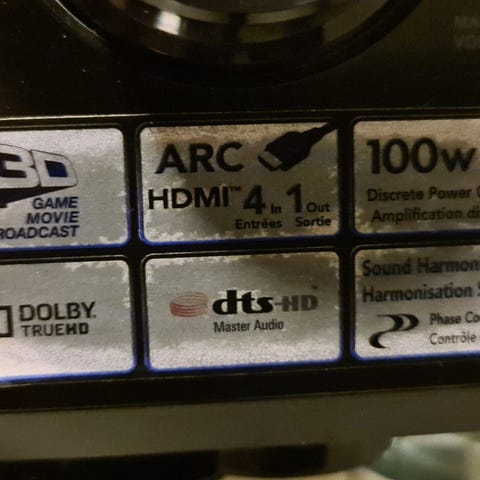 3D
GAME
MOVIE
ROADCAST
ARC
HDMI™ 4 In 1 Out
Entrées Sortie
100w
Discrete Power
Amplification di
DOLBY
TRUEHD
dts-HD
Master Audio
Sound Harmon
Harmonisation S
Phase Co
Contrôle